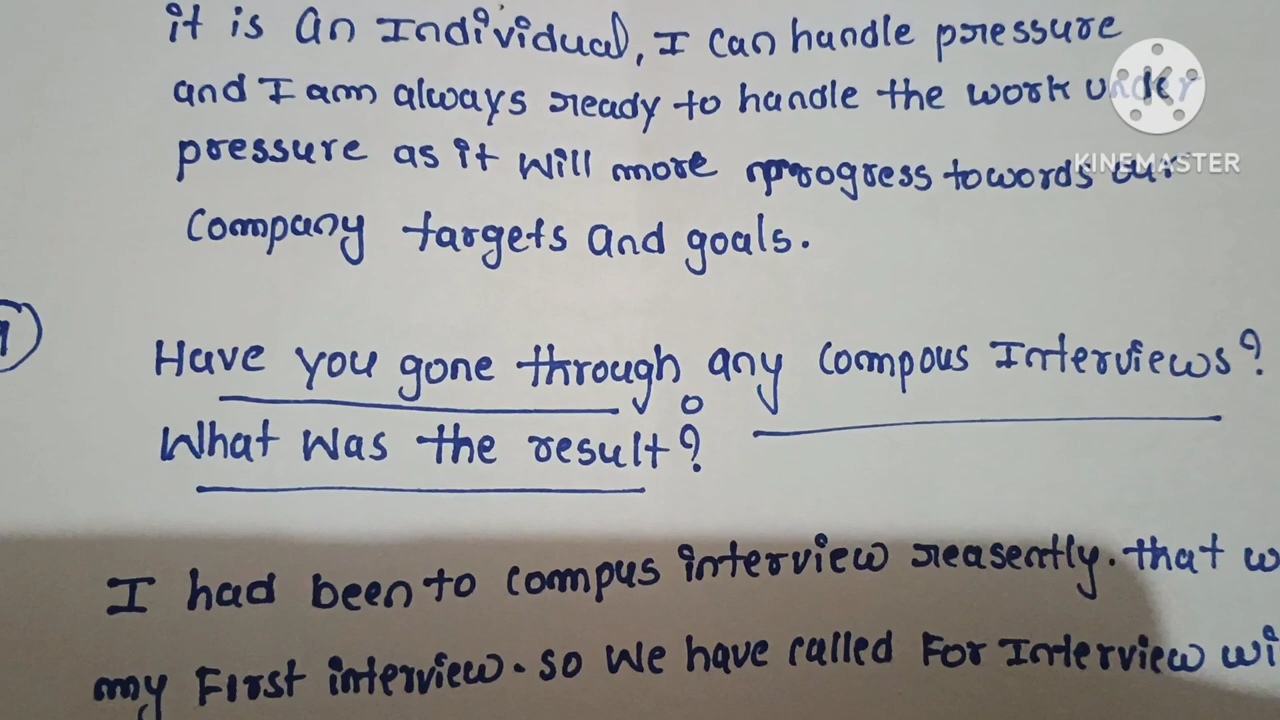 it is an Individual, I can handle pressure
and I am always ready to handle the work under
pressure as it will more progress towords our
KINEMASTER
Company targets and goals.
Have you gone through any compous Interviews?
What was the result?
I had been to compus interview reasently. that w
my First interview. so we have called For Interview wi